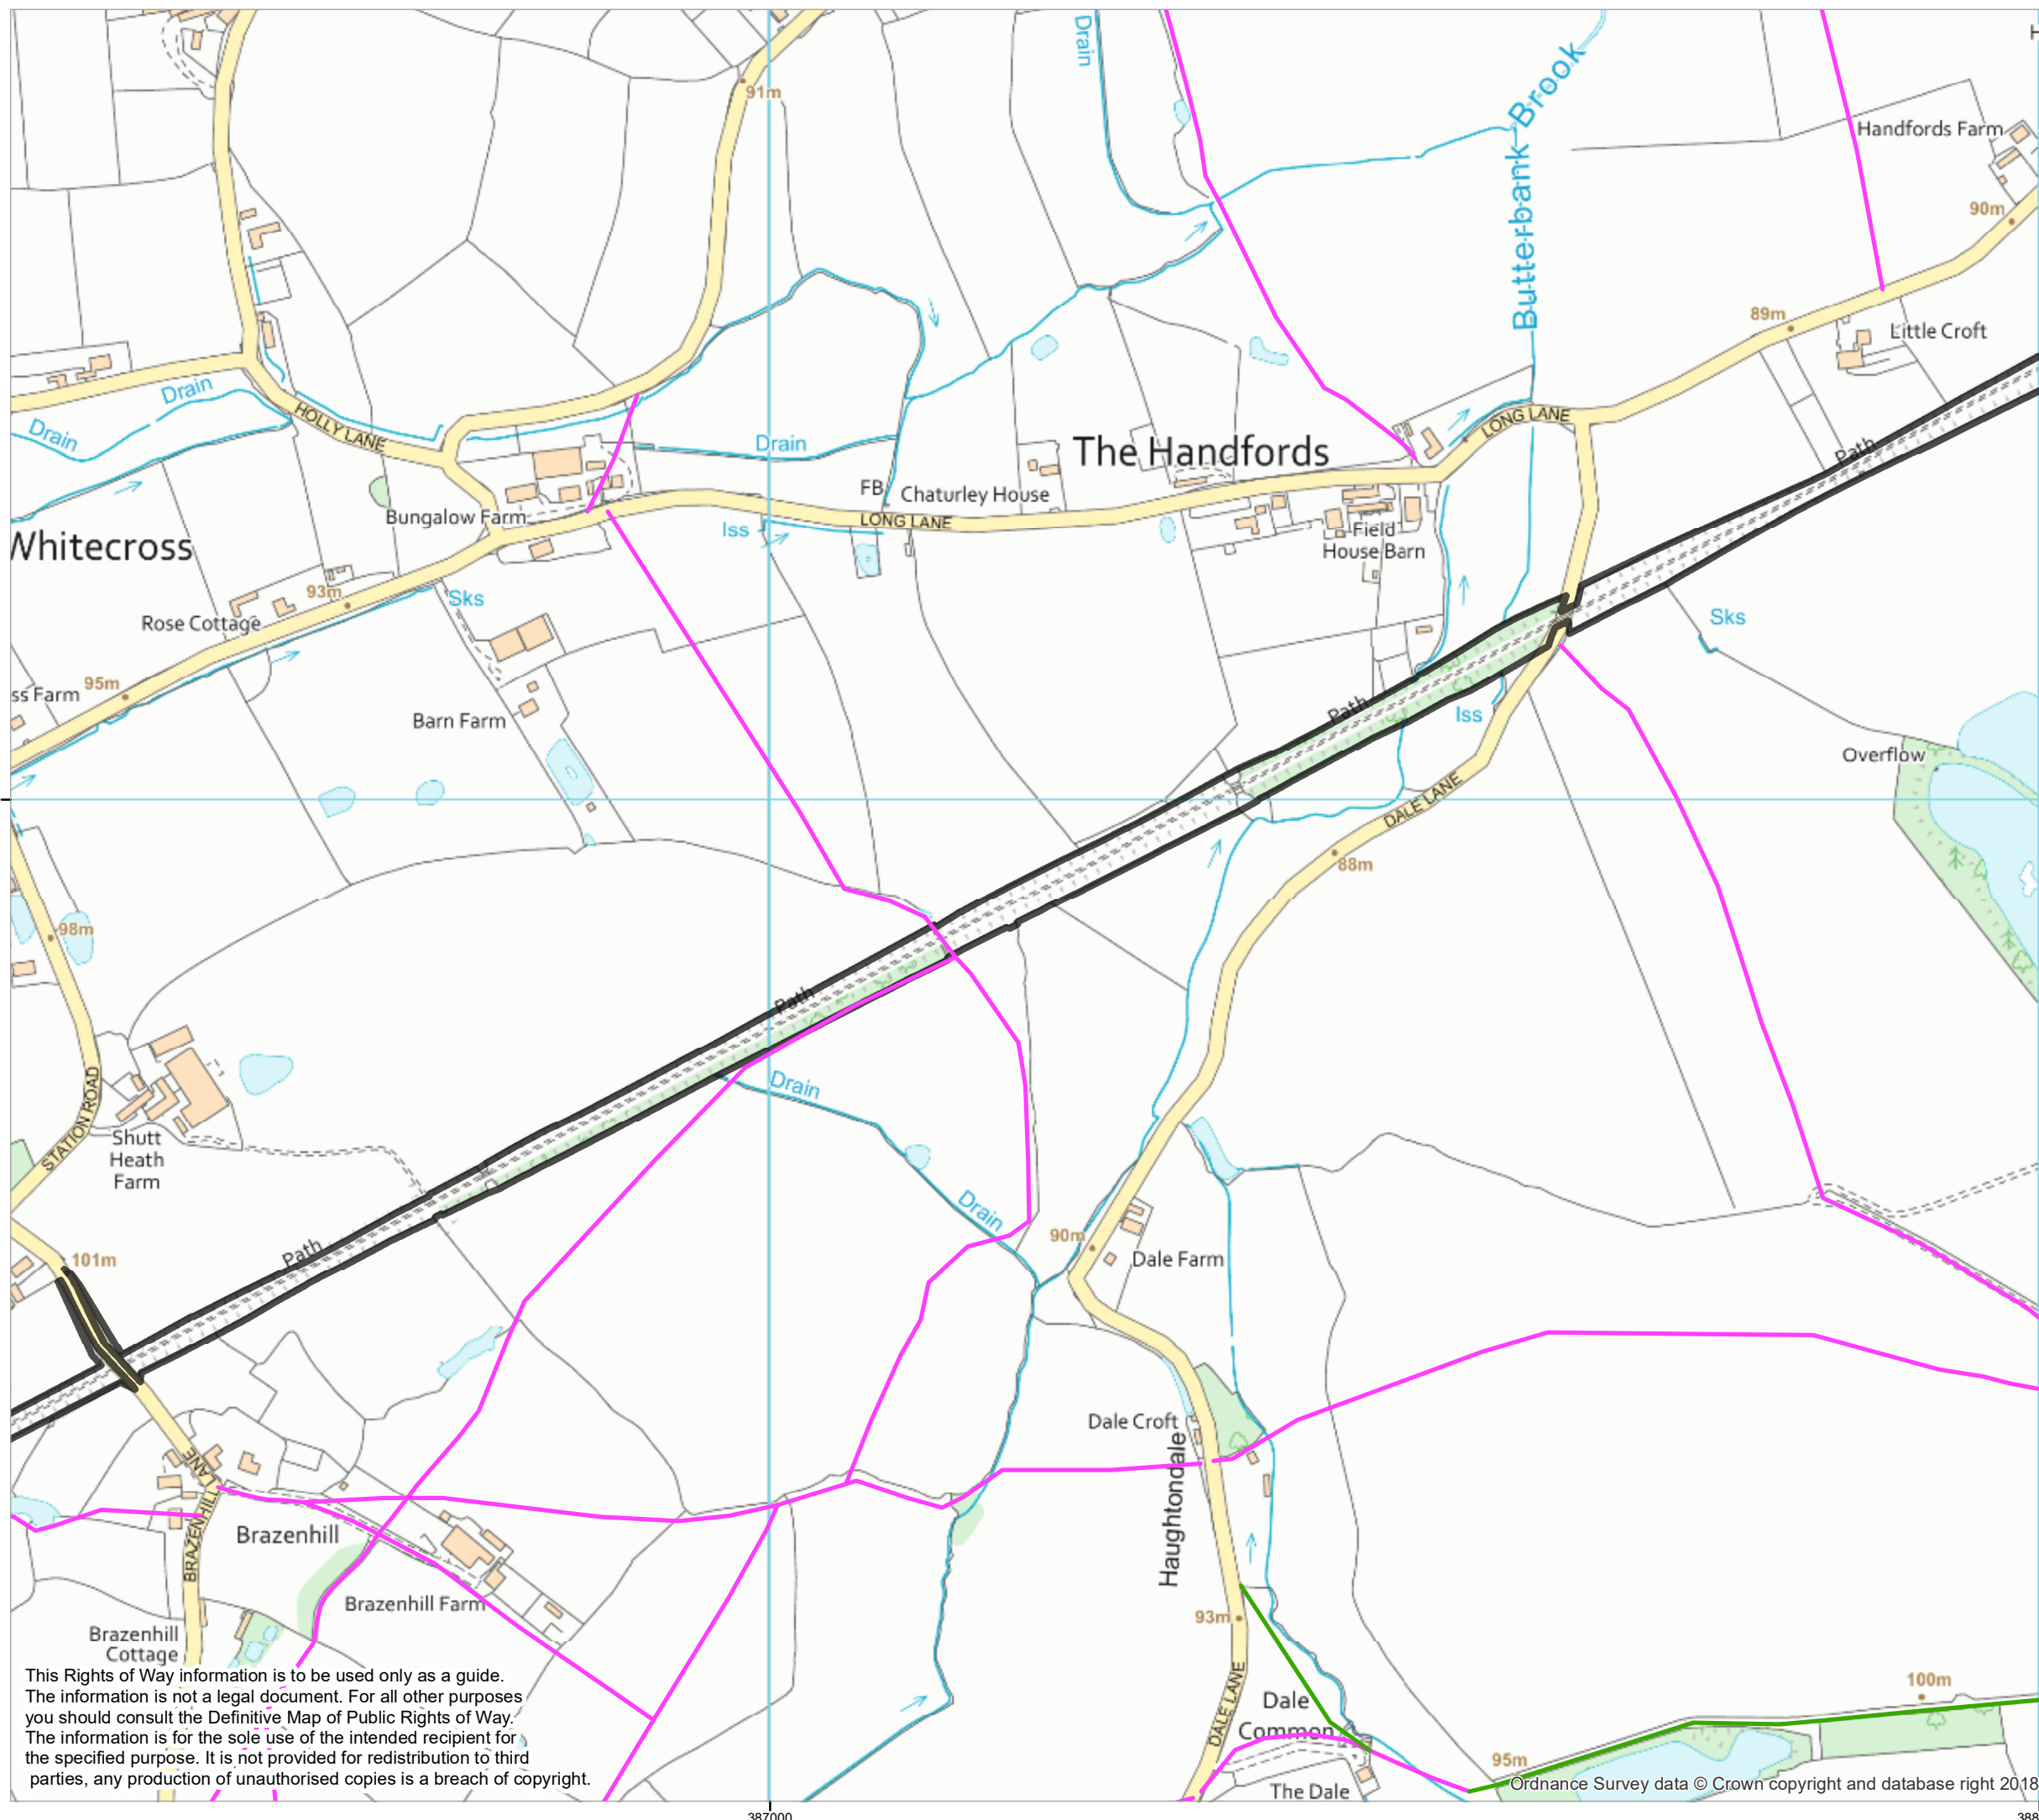 Drain
Butterbank Brook
91m
Handfords Farm
90m
89m
Little Croft
Drain
HOLLY LANE
Drain
Drain
LONG LANE
The Handfords
Path
FB
Chaturley House
Bungalow Farm
LONG LANE
Iss
Field
House Barn
Whitecross
93m
Sks
Rose Cottage
Sks
95m
ss Farm
Barn Farm
Path
Iss
Overflow
DALE LANE
88m
98m
Path
Drain
STATION ROAD
Shutt
Heath
Farm
Drain
90m
Dale Farm
Path
101m
Dale Croft
Haughtondale
BRAZENHILL LANE
Brazenhill
Brazenhill Farm
93m
Brazenhill
Cottage
DALE LANE
Dale
Common
100m
95m
The Dale
This Rights of Way information is to be used only as a guide.
The information is not a legal document. For all other purposes
you should consult the Definitive Map of Public Rights of Way.
The information is for the sole use of the intended recipient for
the specified purpose. It is not provided for redistribution to third
parties, any production of unauthorised copies is a breach of copyright.
Ordnance Survey data © Crown copyright and database right 2018
387000
388